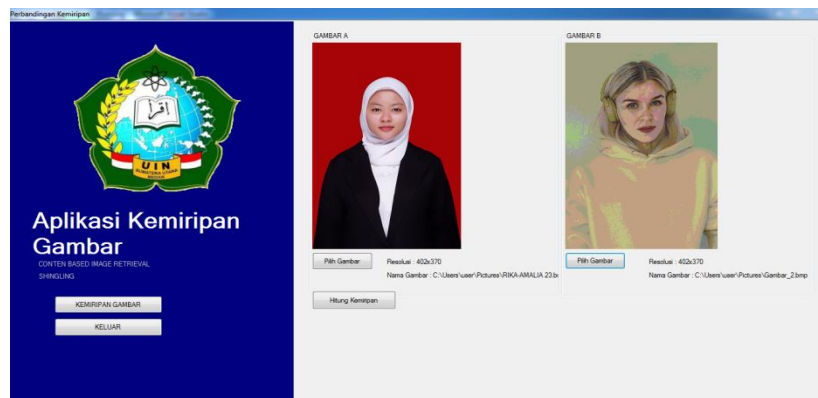 Perbandingan Kemiripan
UIN
SUMATERA UTARA
MEDAN
Aplikasi Kemiripan
Gambar
CONTEN BASED IMAGE RETRIEVAL
SHINGLING
KEMIRIPAN GAMBAR
KELUAR
GAMBAR A
Pilih Gambar
Resolusi : 402x370
Nama Gambar : C:\Users\user\Pictures\RIKA-AMALIA 23.b
Hitung Kemiripan
GAMBAR B
Pilih Gambar
Resolusi : 402x370
Nama Gambar : C:\Users\user\Pictures\Gambar_2.bmp